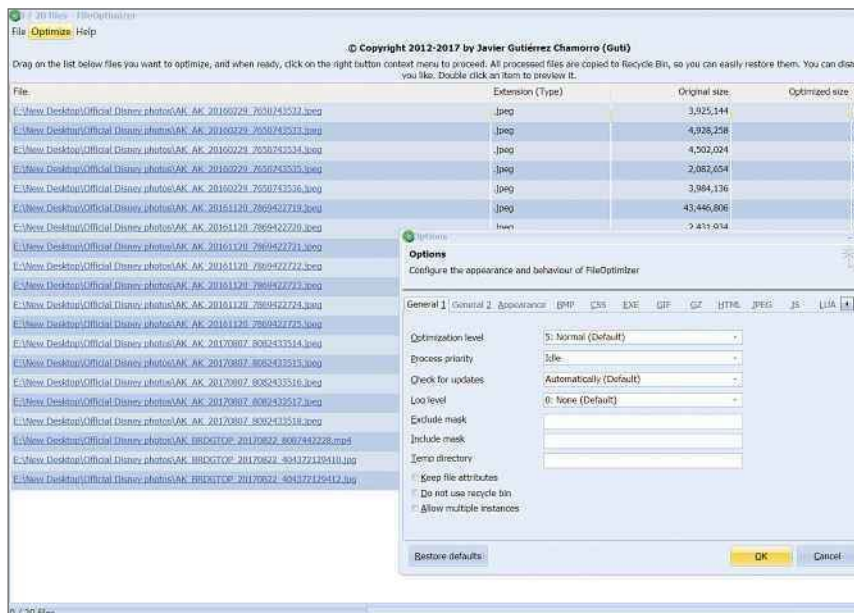 / 20 files - FileOptimizer
File Optimize Help
© Copyright 2012-2017 by Javier Gutiérrez Chamorro (Guti)
Drag on the list below files you want to optimize, and when ready, click on the right button context menu to proceed. All processed files are copied to Recycle Bin, so you can easily restore them. You can
you like. Double click an item to preview it.
File Extension (Type) Original size Optimized size
E:\New Desktop\Official Disney photos\AK_AK_20160229_7650743532.jpeg .jpeg 3,925,144
E:\New Desktop\Official Disney photos\AK_AK_20160229_7650743533.jpeg .jpeg 4,928,258
E:\New Desktop\Official Disney photos\AK_AK_20160229_7650743534.jpeg .jpeg 4,502,024
E:\New Desktop\Official Disney photos\AK_AK_20160229_7650743535.jpeg .jpeg 2,082,654
E:\New Desktop\Official Disney photos\AK_AK_20160229_7650743536.jpeg .jpeg 3,984,136
E:\New Desktop\Official Disney photos\AK_AK_20161120_7869422719.jpeg .jpeg 43,446,806
E:\New Desktop\Official Disney photos\AK_AK_20161120_7869422720.jpeg .jpeg 2,431,934
E:\New Desktop\Official Disney photos\AK_AK_20161120_7869422721.jpeg
E:\New Desktop\Official Disney photos\AK_AK_20161120_7869422722.jpeg
E:\New Desktop\Official Disney photos\AK_AK_20161120_7869422723.jpeg
E:\New Desktop\Official Disney photos\AK_AK_20161120_7869422724.jpeg
E:\New Desktop\Official Disney photos\AK_AK_20161120_7869422725.jpeg
E:\New Desktop\Official Disney photos\AK_AK_20170807_8082433514.jpeg
E:\New Desktop\Official Disney photos\AK_AK_20170807_8082433515.jpeg
E:\New Desktop\Official Disney photos\AK_AK_20170807_8082433516.jpeg
E:\New Desktop\Official Disney photos\AK_AK_20170807_8082433517.jpeg
E:\New Desktop\Official Disney photos\AK_AK_20170807_8082433518.jpeg
E:\New Desktop\Official Disney photos\AK_BRDGTOP_20170822_8087442228.mp4
E:\New Desktop\Official Disney photos\AK_BRDGTOP_20170822_404372129410.jpg
E:\New Desktop\Official Disney photos\AK_BRDGTOP_20170822_404372129412.jpg
Options
Options
Configure the appearance and behaviour of FileOptimizer
General 1 General 2 Appearance BMP CSS EXE GIF GZ HTML JPEG JS LUA
Optimization level 5: Normal (Default)
Process priority Idle
Check for updates Automatically (Default)
Log level 0: None (Default)
Exclude mask
Include mask
Temp directory
Keep file attributes
Do not use recycle bin
Allow multiple instances
Restore defaults OK Cancel
0 / 20 files